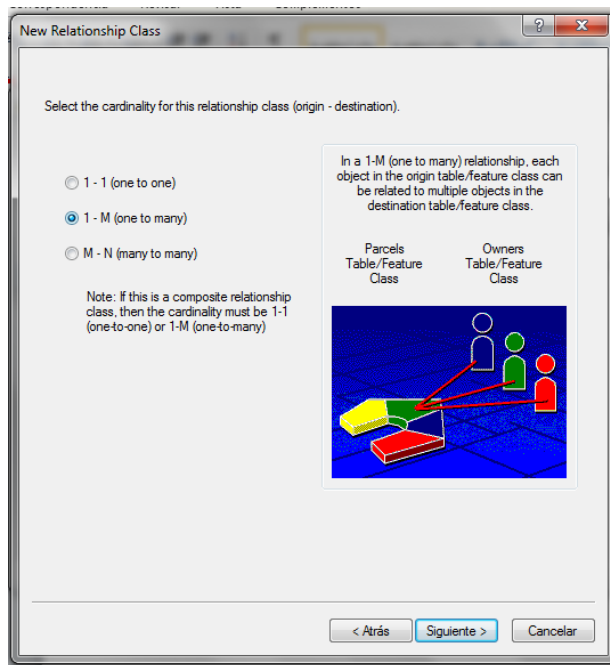 New Relationship Class
Select the cardinality for this relationship class (origin - destination).
1 - 1 (one to one)
1 - M (one to many)
M - N (many to many)
Note: If this is a composite relationship
class, then the cardinality must be 1-1
(one-to-one) or 1-M (one-to-many)
In a 1-M (one to many) relationship, each
object in the origin table/feature class can
be related to multiple objects in the
destination table/feature class.
Parcels
Table/Feature
Class
Owners
Table/Feature
Class
< Atrás
Siguiente >
Cancelar